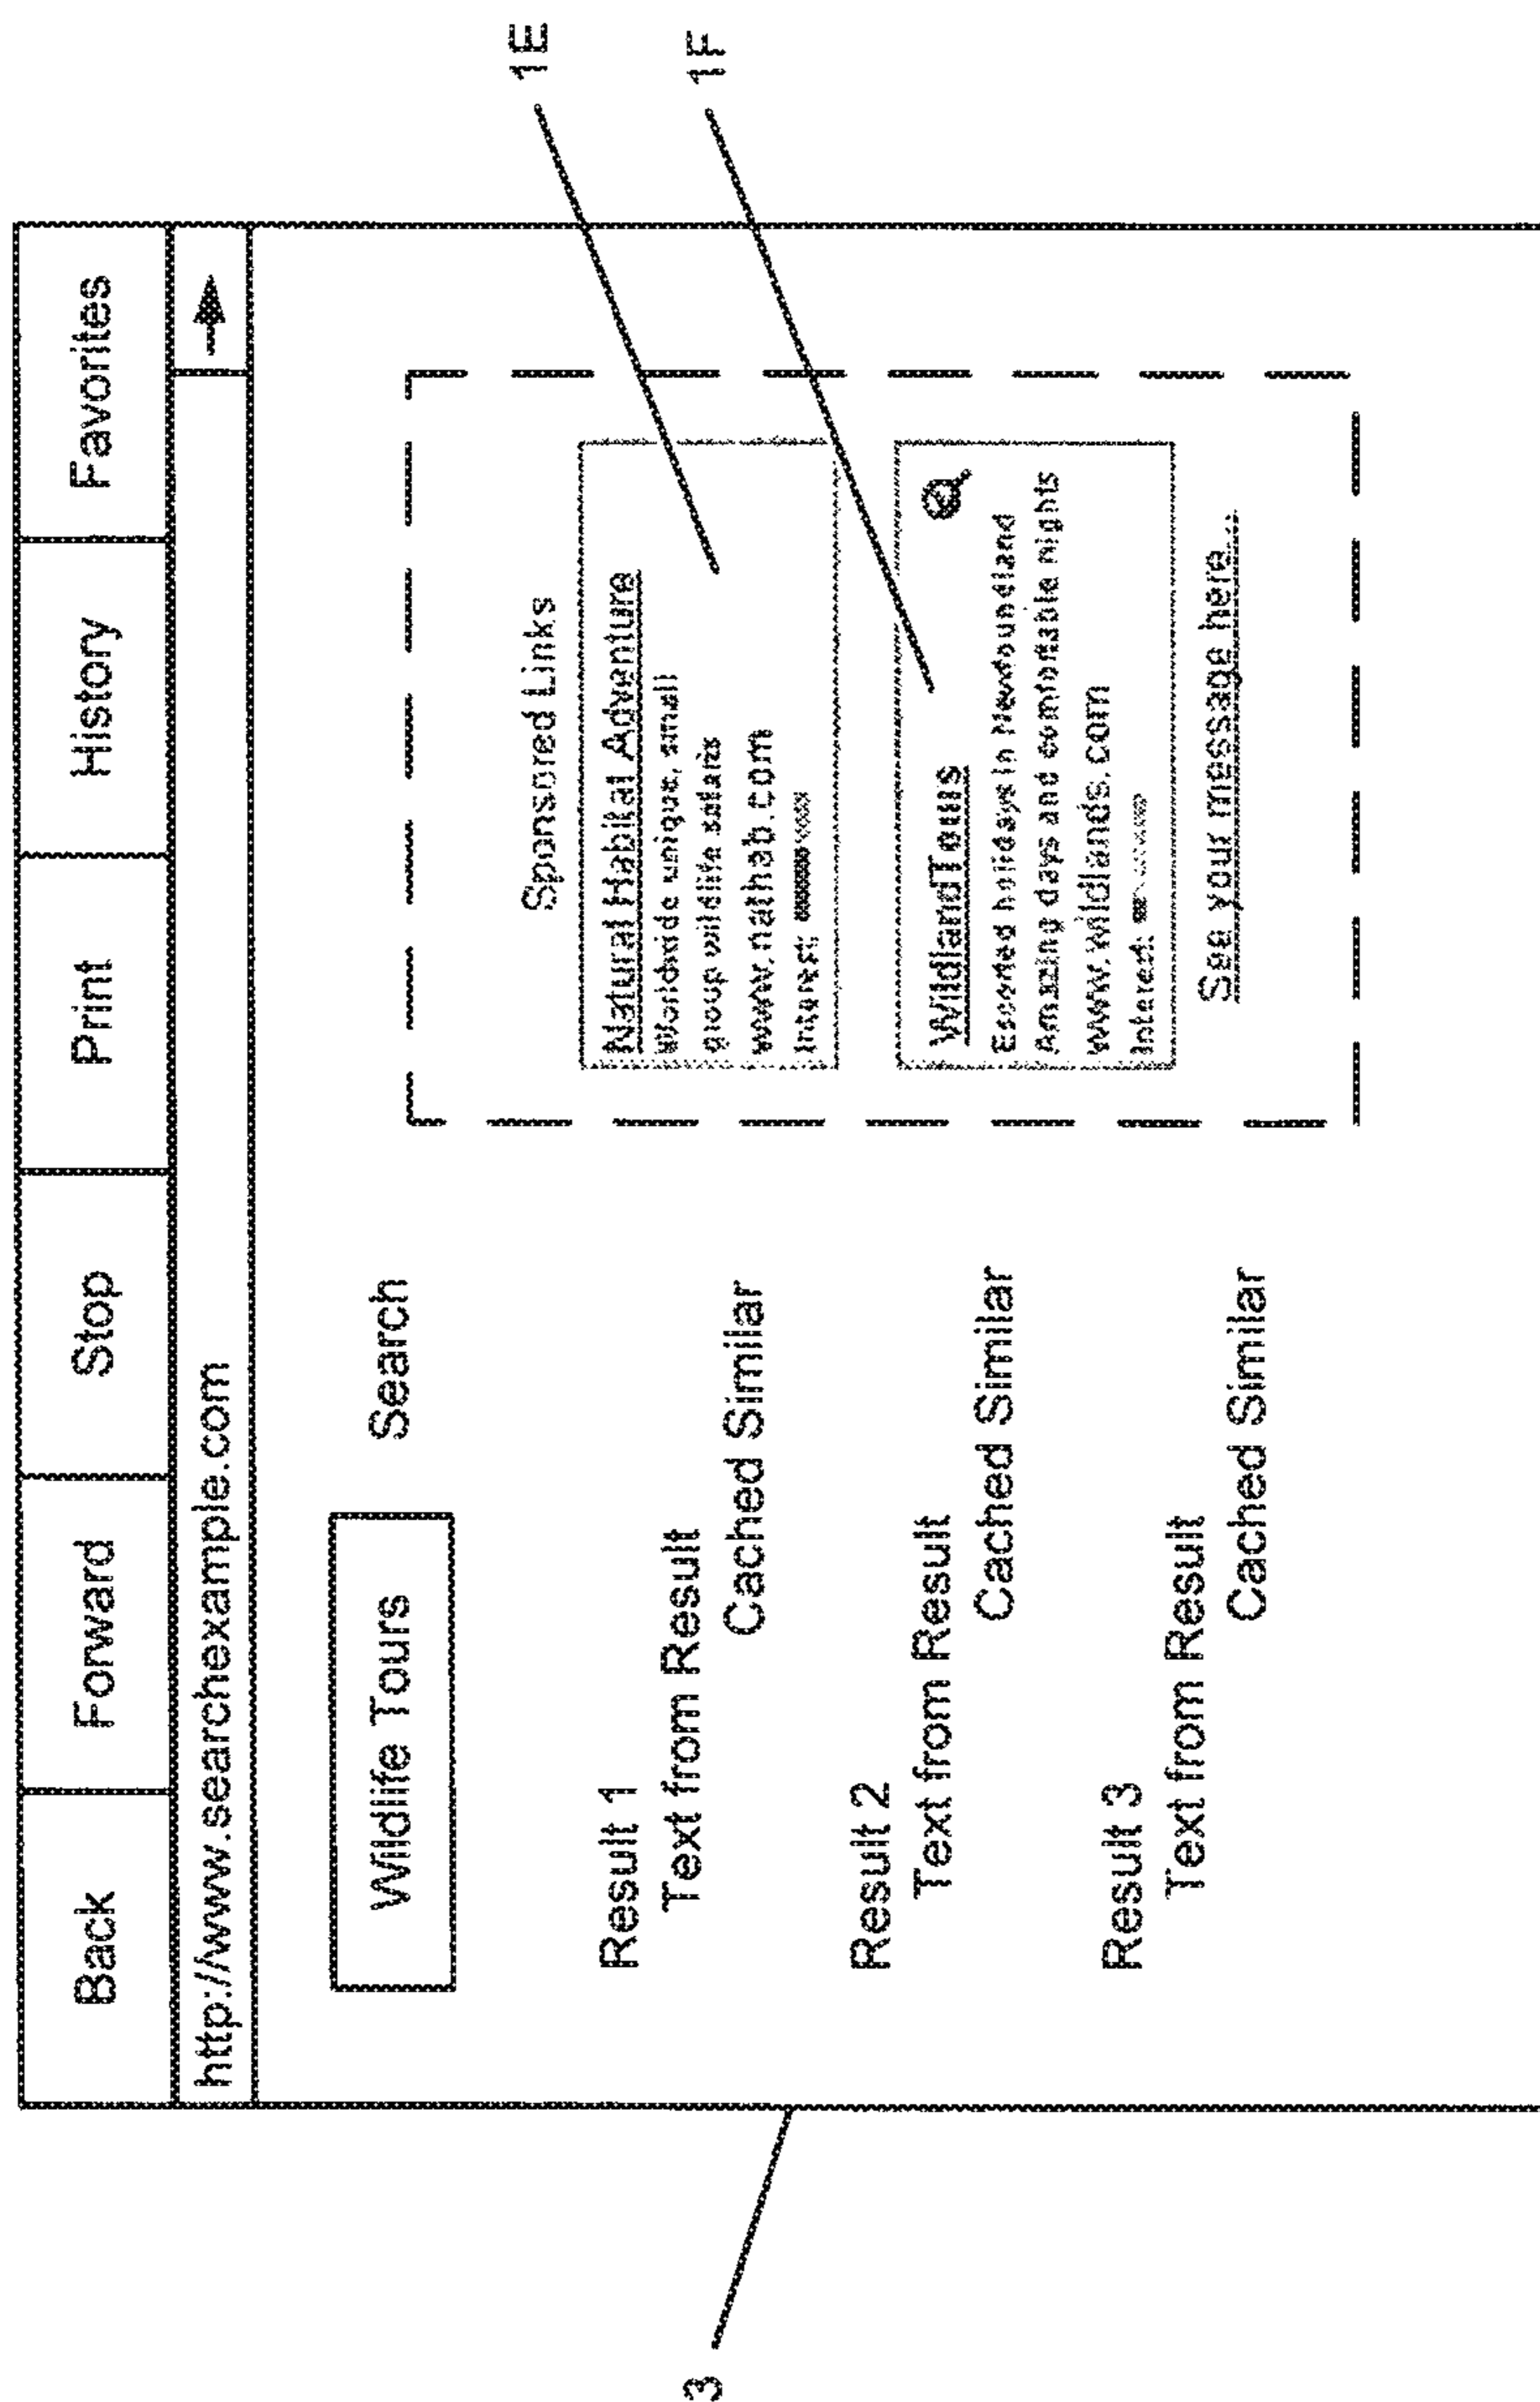 Back Forward Stop Print History Favorites
http://www.searchexample.com
Wildlife Tours Search
Result 1
Text from Result
Cached Similar
Result 2
Text from Result
Cached Similar
Result 3
Text from Result
Cached Similar
Sponsored Links
Natural Habitat Adventure
Worldwide unique, small
group wildlife safaris
www.nathab.com
Interest:
WildlandTours
Escorted holidays in Newfoundland
Amazing days and comfortable nights
www.wildlands.com
Interest:
See your message here...
1E
1F
3